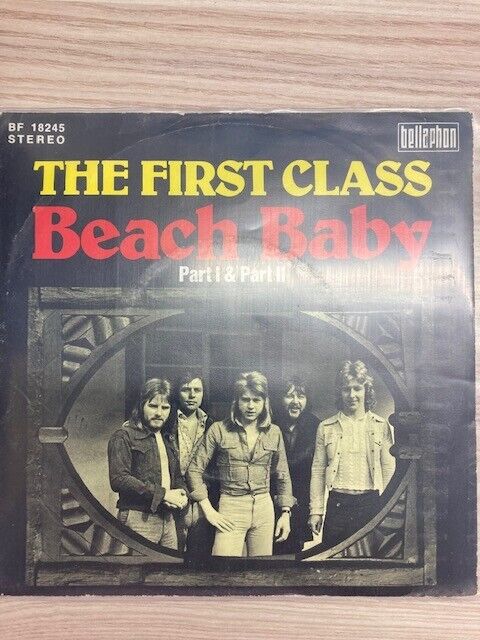 BF 18245
STEREO
bellaphon
THE FIRST CLASS
Beach Baby
Part I & Part II